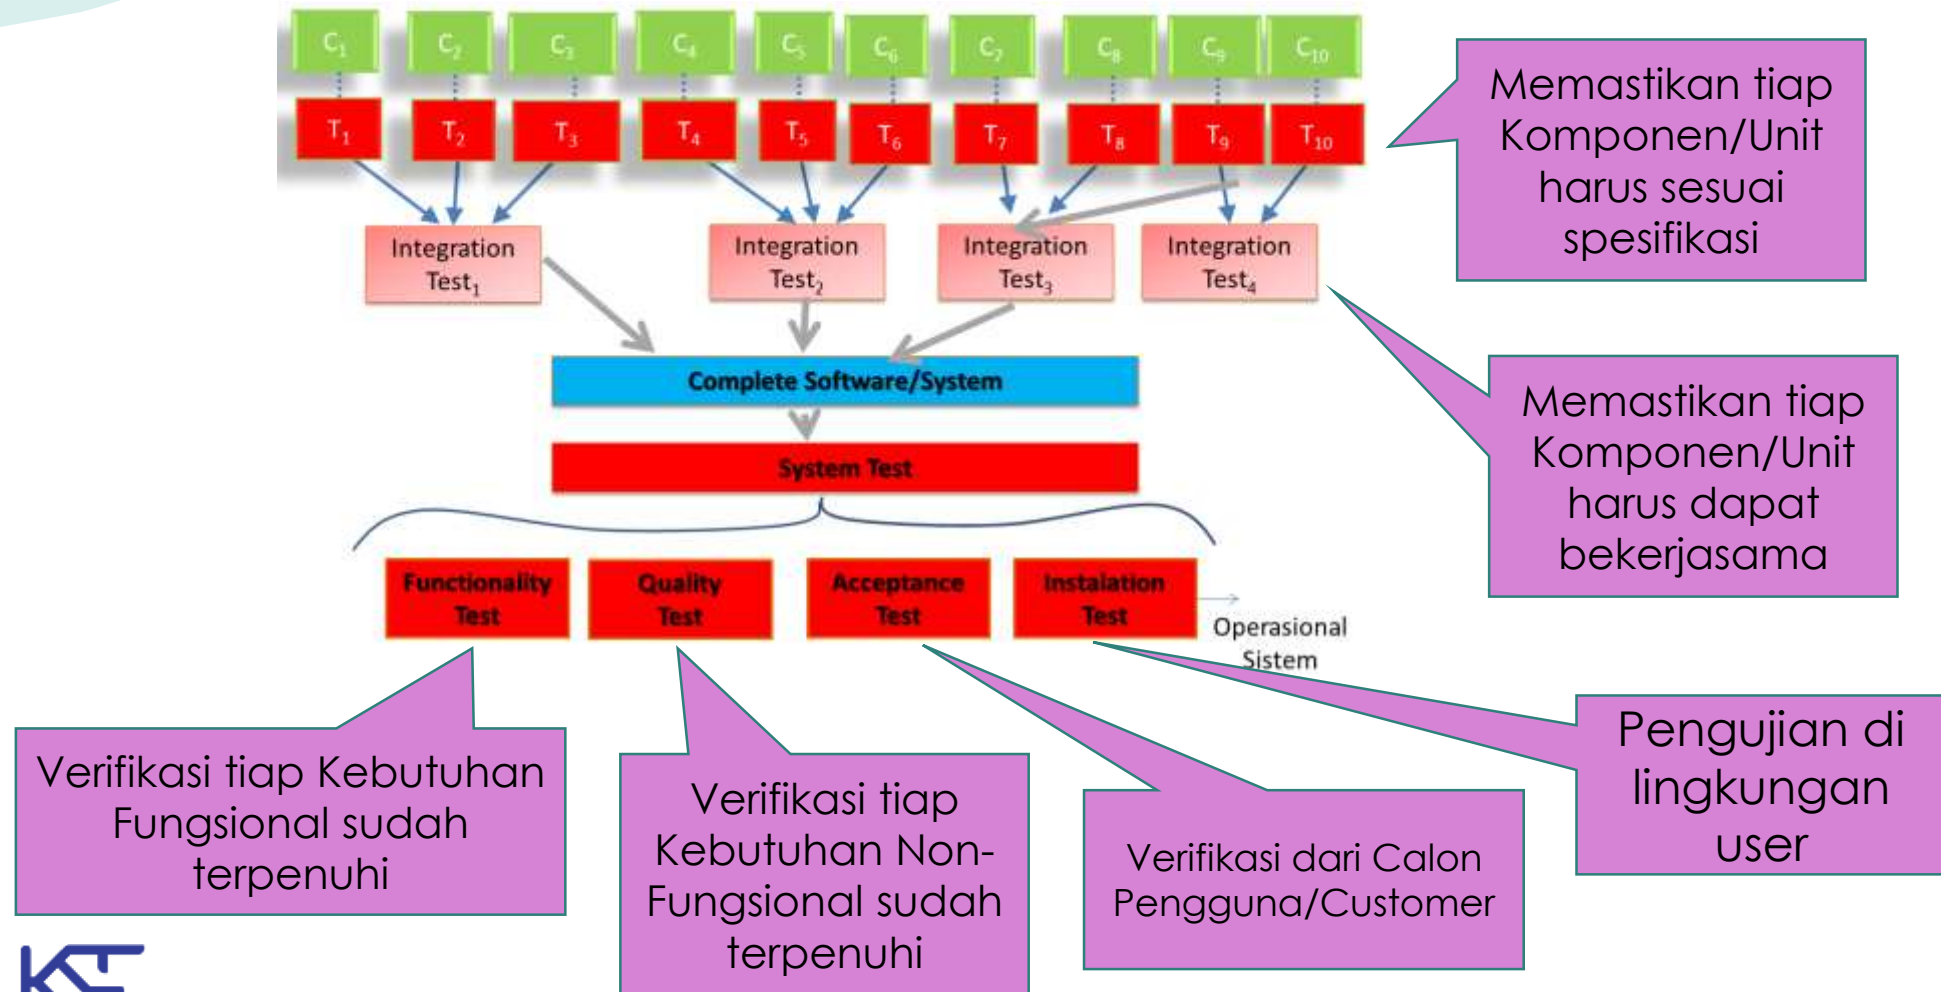 C₁ C₂ C₃ C₄ C₅ C₆ C₇ C₈ C₉ C₁₀
T₁ T₂ T₃ T₄ T₅ T₆ T₇ T₈ T₉ T₁₀
Memastikan tiap
Komponen/Unit
harus sesuai
spesifikasi
Integration
Test₁
Integration
Test₂
Integration
Test₃
Integration
Test₄
Complete Software/System
Memastikan tiap
Komponen/Unit
harus dapat
bekerjasama
System Test
Functionality
Test
Quality
Test
Acceptance
Test
Instalation
Test
Operasional
Sistem
Verifikasi tiap Kebutuhan
Fungsional sudah
terpenuhi
Verifikasi tiap
Kebutuhan Non-
Fungsional sudah
terpenuhi
Verifikasi dari Calon
Pengguna/Customer
Pengujian di
lingkungan
user